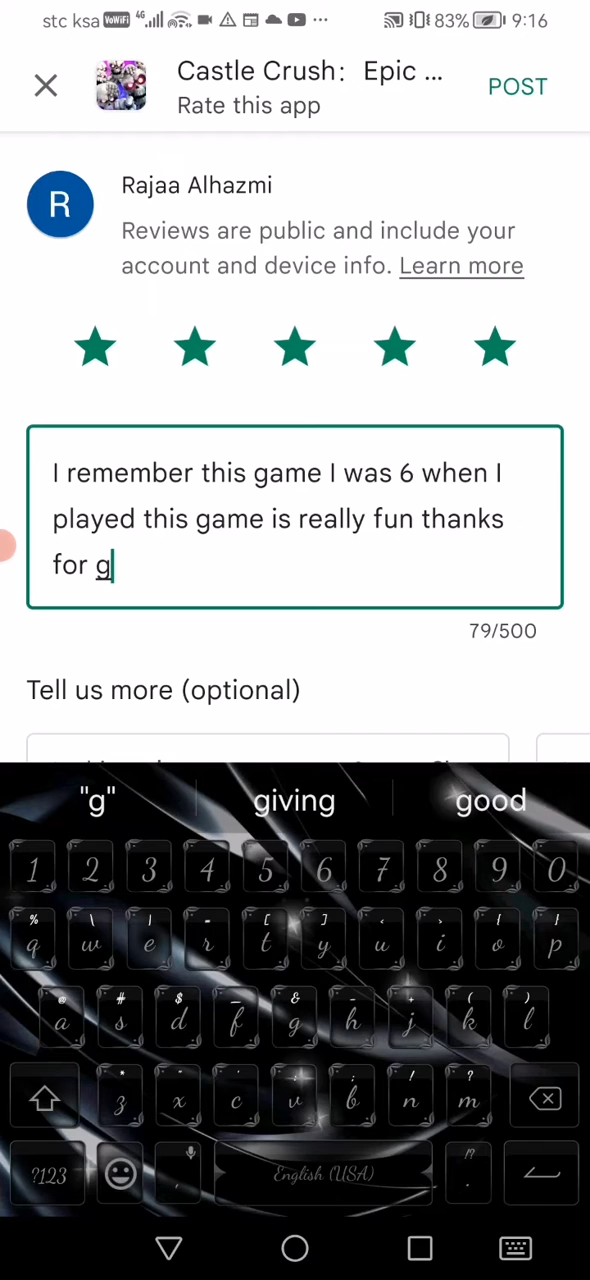 stc ksa VoWiFi 4G 83% 9:16
Castle Crush: Epic ...
Rate this app
POST
R
Rajaa Alhazmi
Reviews are public and include your
account and device info. Learn more
I remember this game I was 6 when I
played this game is really fun thanks
for g
79/500
Tell us more (optional)
"g" giving good
1 2 3 4 5 6 7 8 9 0
% \ | = [ ] < > { }
q w e r t y u i o p
@ # $ _ & - + ( )
a s d f g h j k l
* " ' : ; ! ?
z x c v b n m
?123 , English (USA) . !?